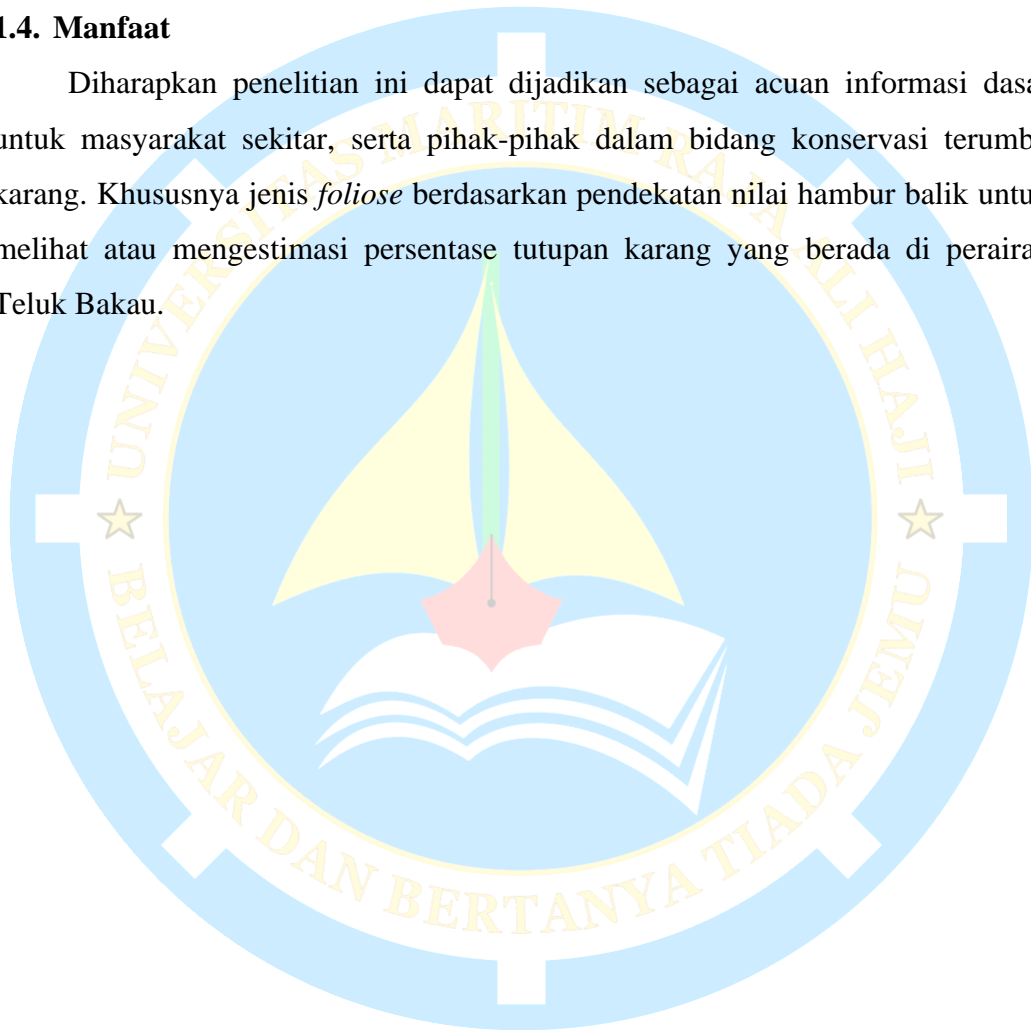 1.4. Manfaat
Diharapkan penelitian ini dapat dijadikan sebagai acuan informasi dasa
untuk masyarakat sekitar, serta pihak-pihak dalam bidang konservasi terumb
karang. Khususnya jenis foliose berdasarkan pendekatan nilai hambur balik untu
melihat atau mengestimasi persentase tutupan karang yang berada di peraira
Teluk Bakau.
UNIVERSITAS MARITIM RAJA ALI HAJI
BELAJAR DAN BERTANYA TIADA JEMU